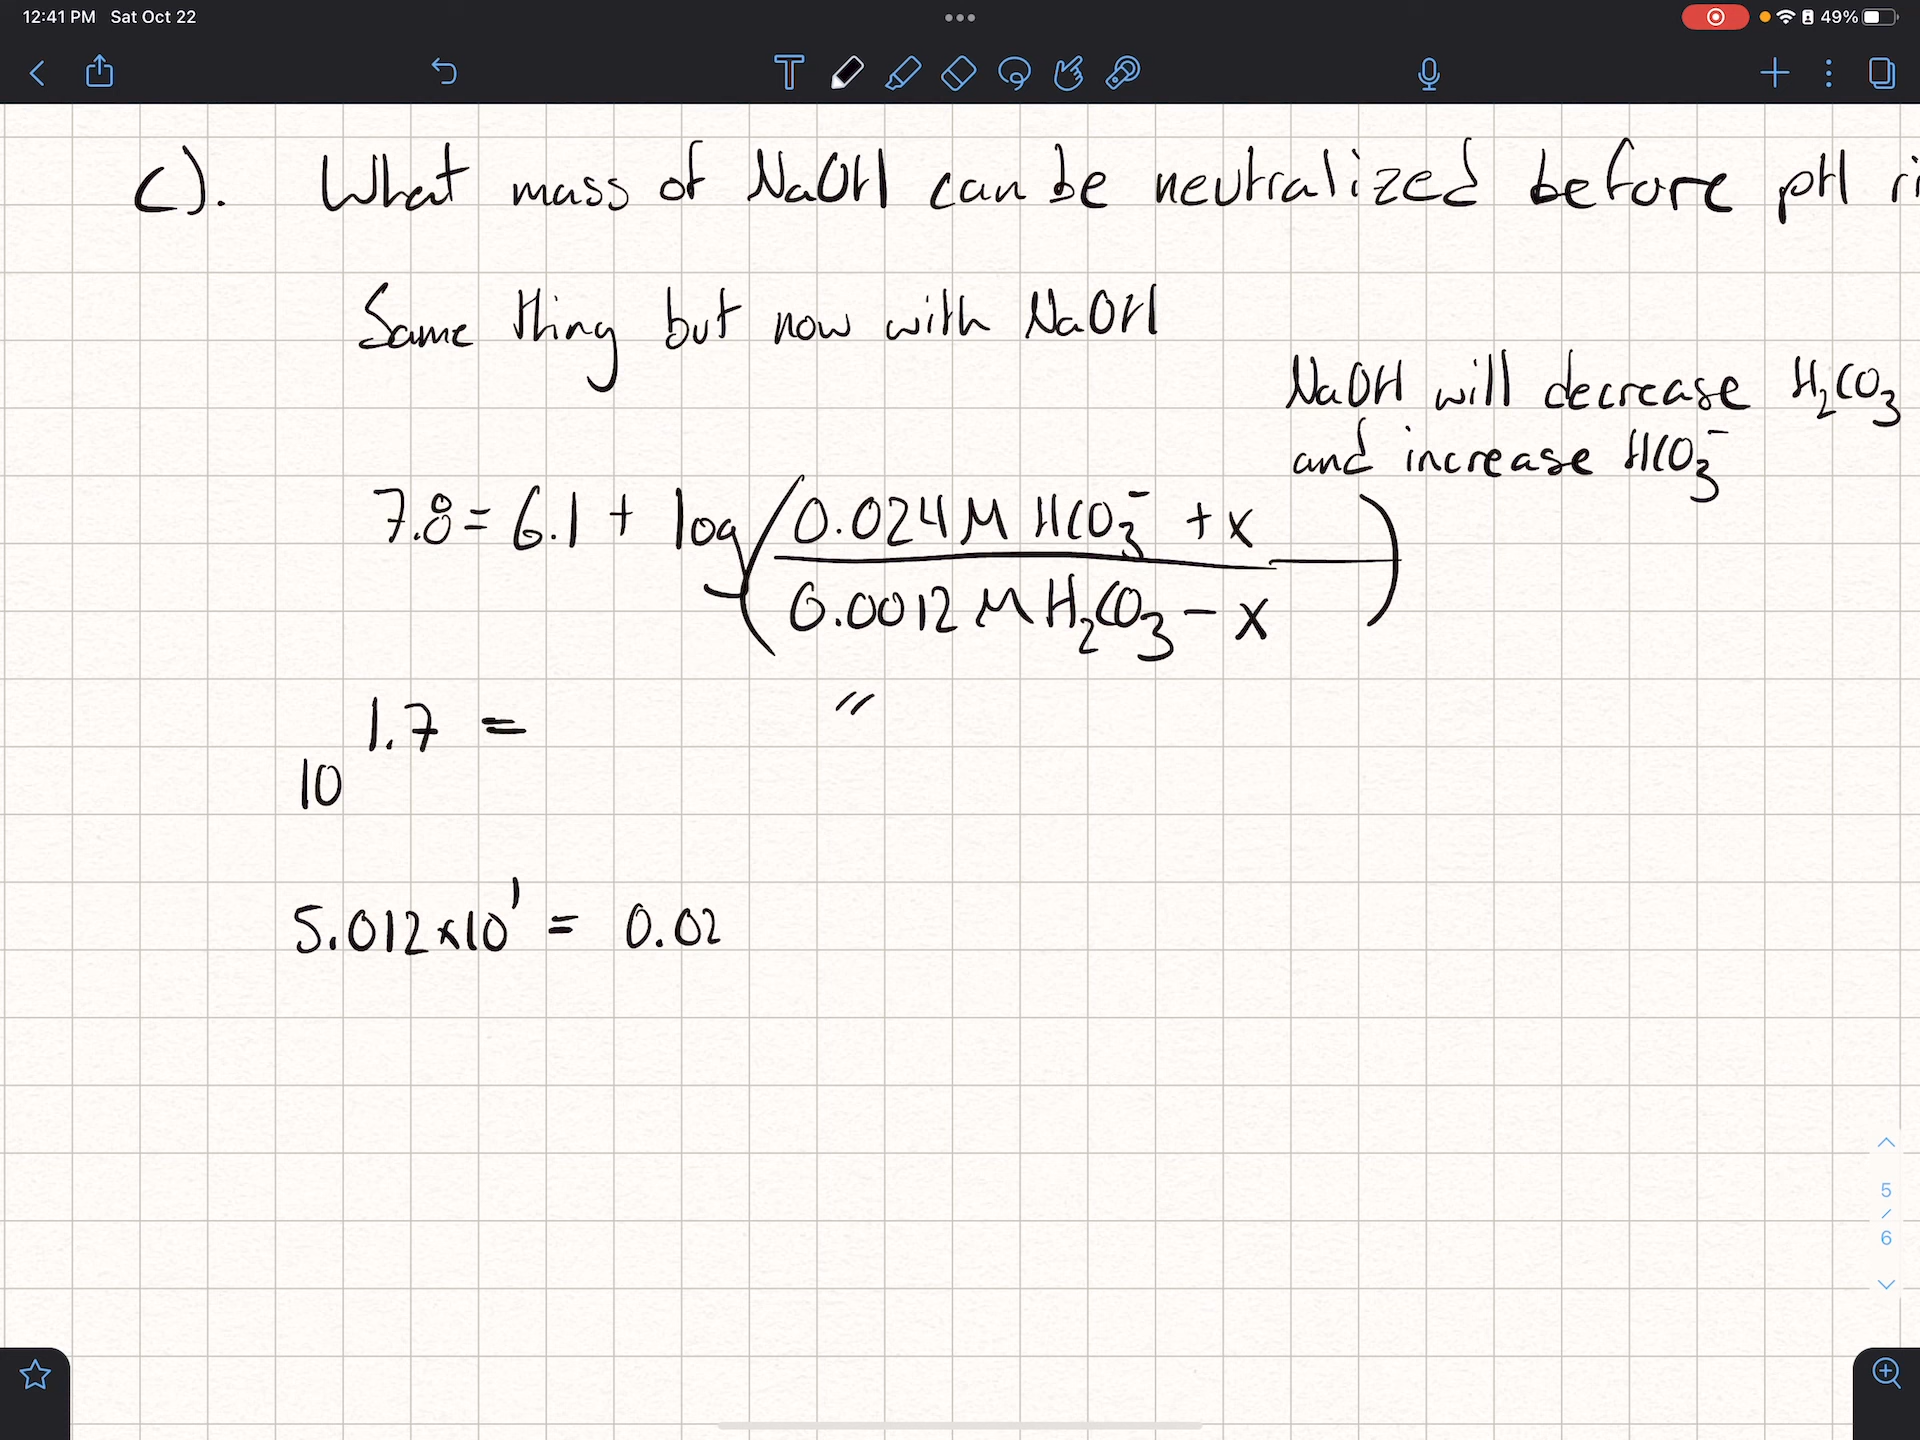 12:41 PM Sat Oct 22
49%
c). What mass of NaOH can be neutralized before pH ri
Same thing but now with NaOH
NaOH will decrease H₂CO₃
and increase HCO₃⁻
7.8 = 6.1 + log (0.024 M HCO₃⁻ + x
0.0012 M H₂CO₃ - x)
10^1.7 = "
5.012 x 10¹ = 0.02
5
/
6